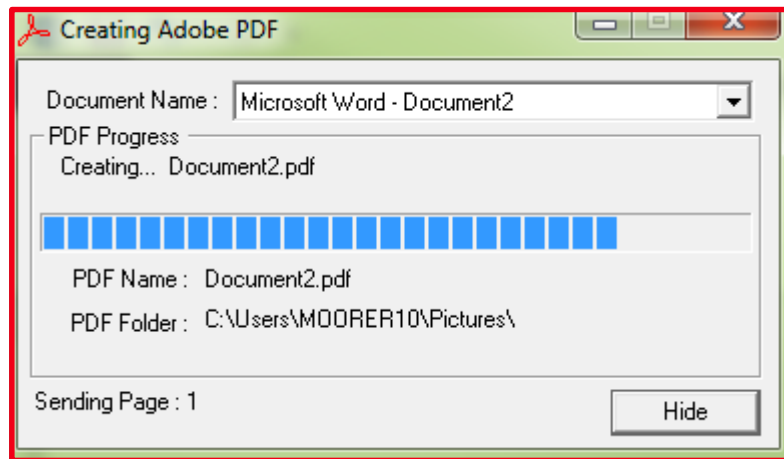 Creating Adobe PDF
Document Name : Microsoft Word - Document2
PDF Progress
Creating... Document2.pdf
PDF Name : Document2.pdf
PDF Folder : C:\Users\MOORER10\Pictures\
Sending Page : 1
Hide